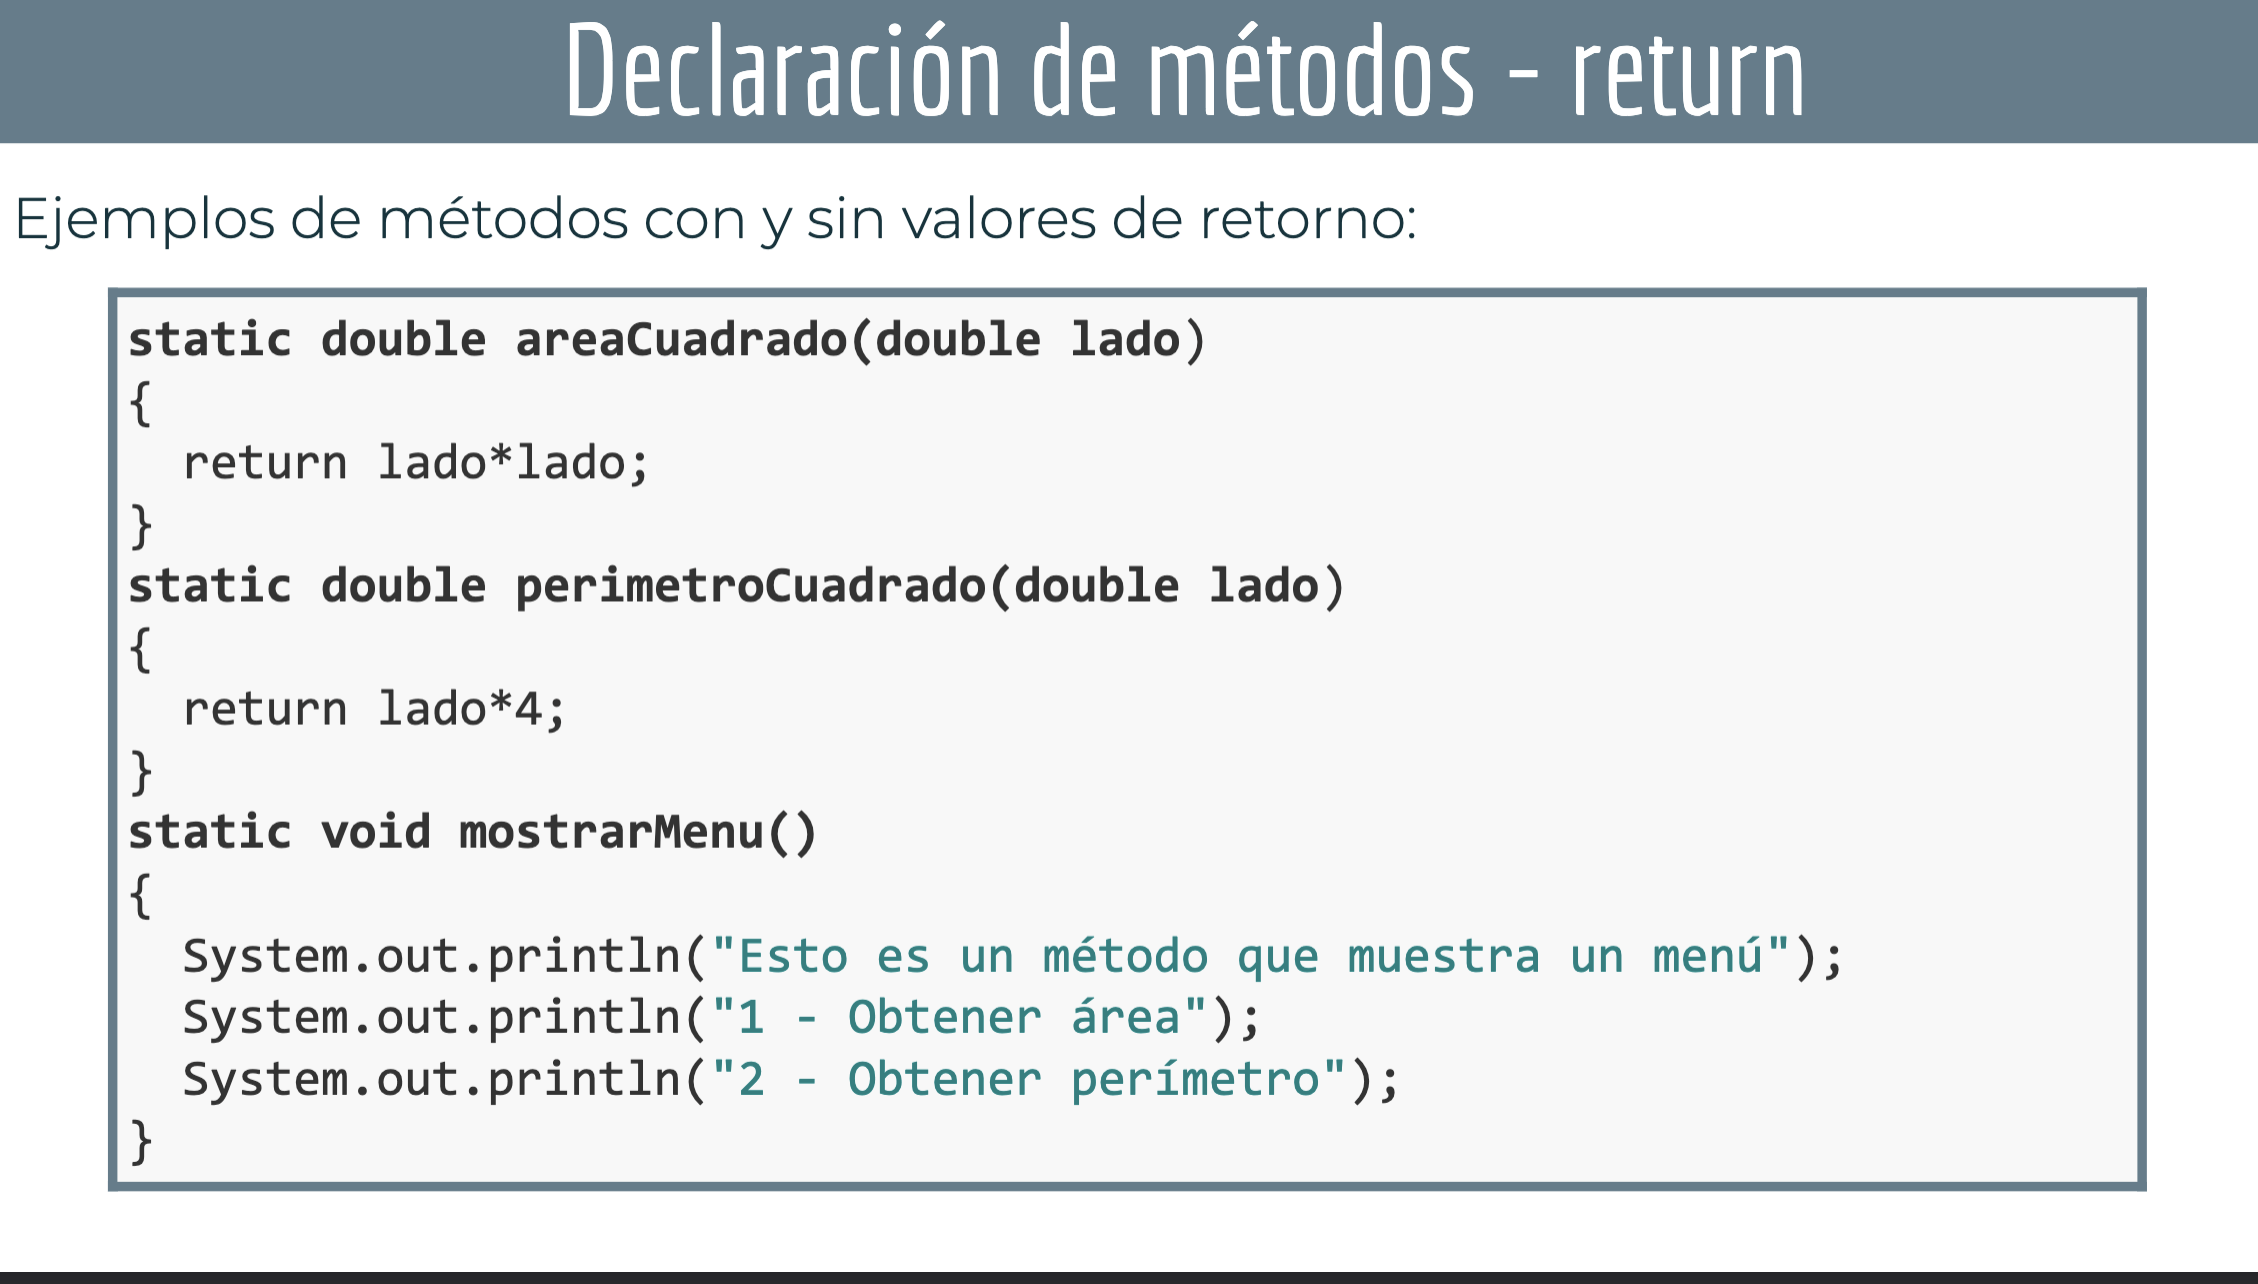 Declaración de métodos - return
Ejemplos de métodos con y sin valores de retorno:
static double areaCuadrado(double lado)
{
  return lado*lado;
}
static double perimetroCuadrado(double lado)
{
  return lado*4;
}
static void mostrarMenu()
{
  System.out.println("Esto es un método que muestra un menú");
  System.out.println("1 - Obtener área");
  System.out.println("2 - Obtener perímetro");
}